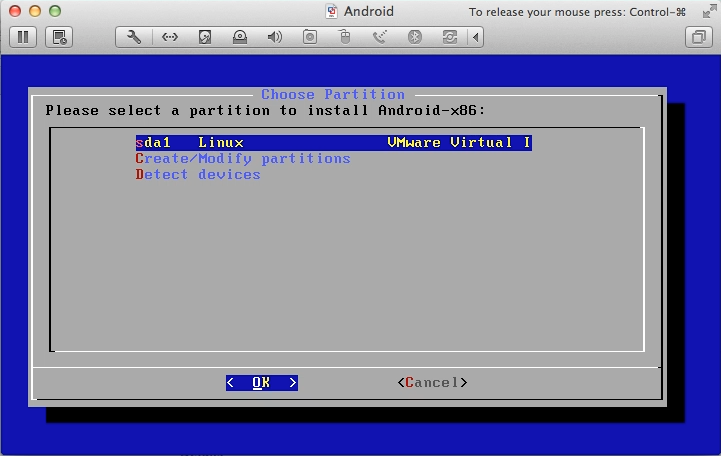 Android
To release your mouse press: Control-⌘
Choose Partition
Please select a partition to install Android-x86:
sda1 Linux VMware Virtual I
Create/Modify partitions
Detect devices
< OK > <Cancel>